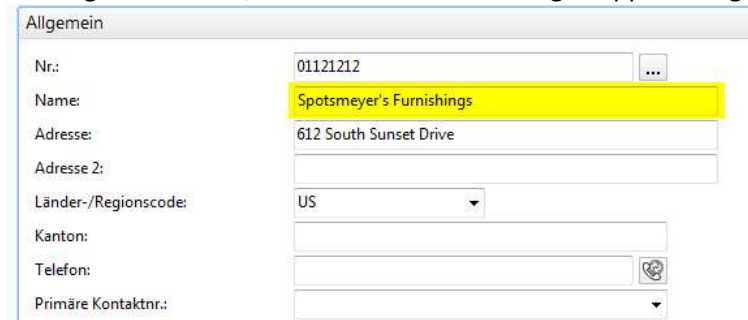 Allgemein
Nr.: 01121212 ...
Name: Spotsmeyer's Furnishings
Adresse: 612 South Sunset Drive
Adresse 2:
Länder-/Regionscode: US
Kanton:
Telefon:
Primäre Kontaktnr.: